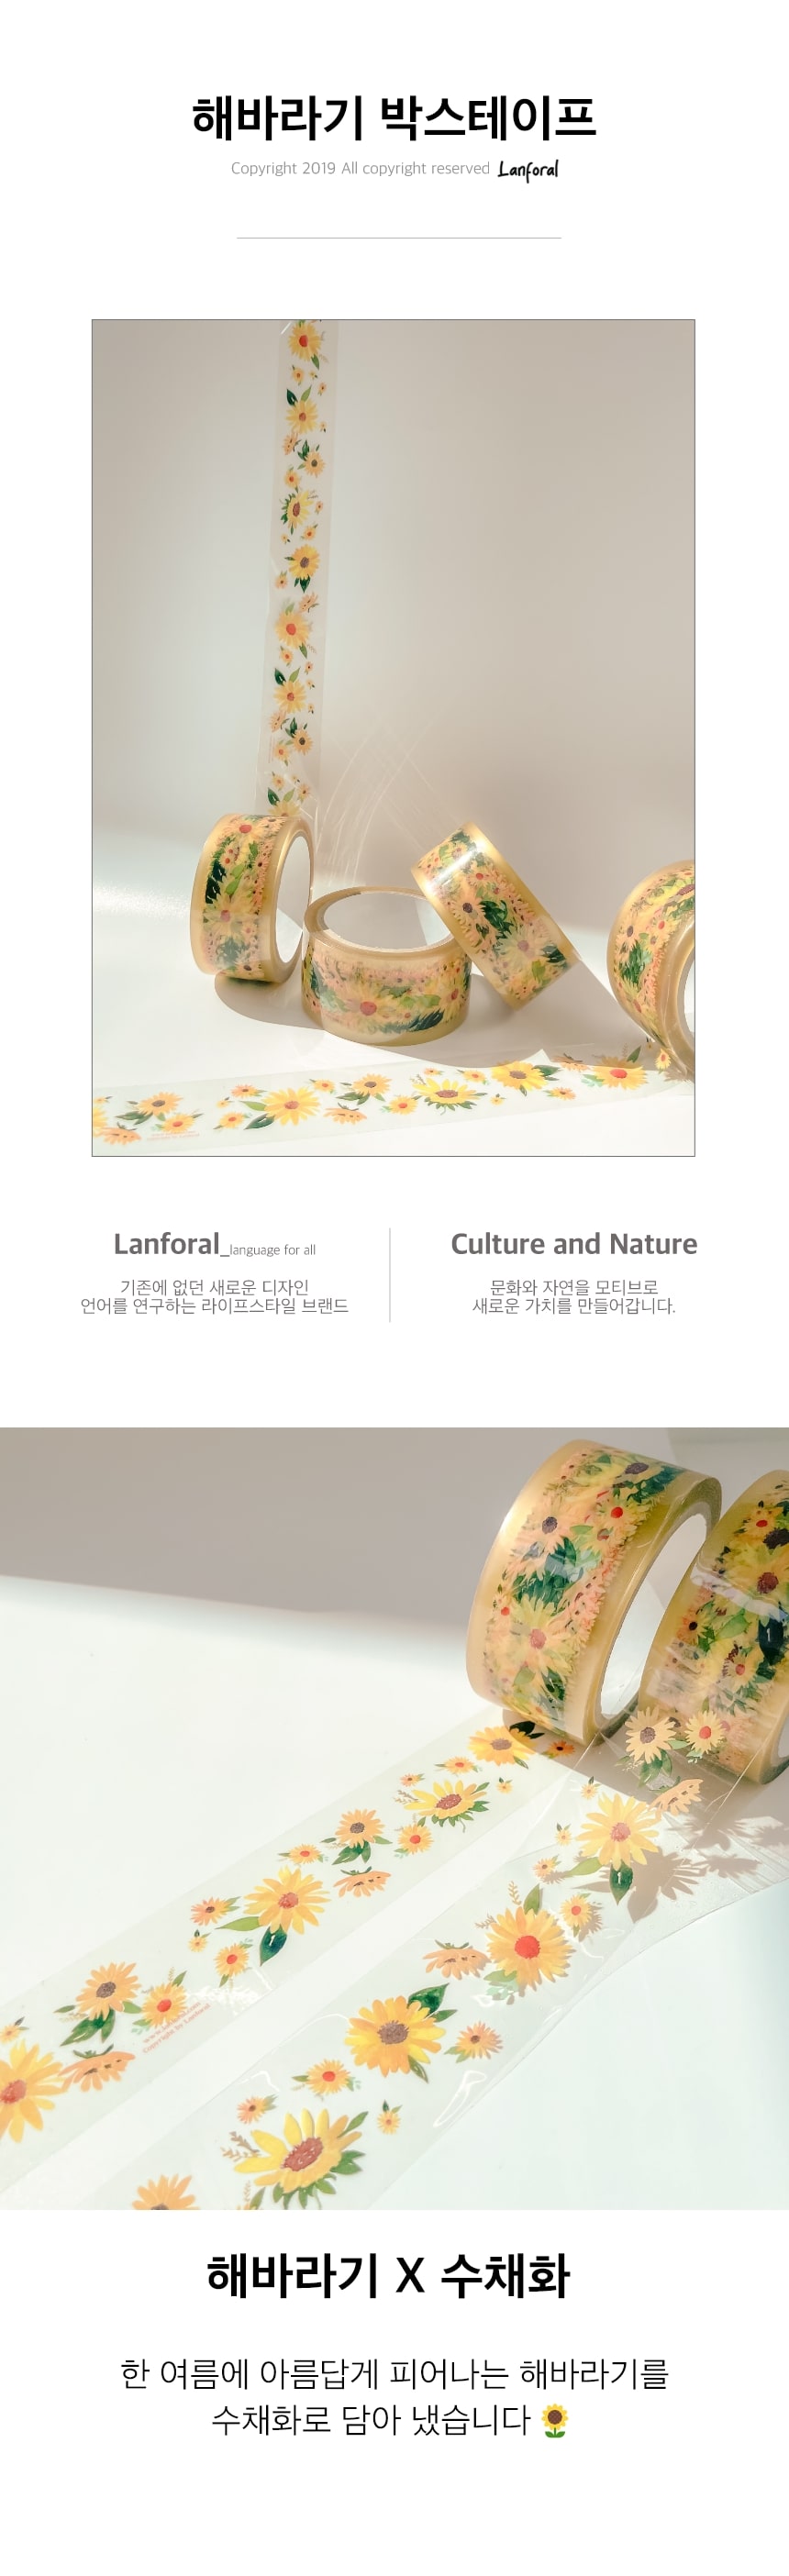 해바라기 박스테이프
Copyright 2019 All copyright reserved Lanforal
Lanforal_language for all
기존에 없던 새로운 디자인
언어를 연구하는 라이프스타일 브랜드
Culture and Nature
문화와 자연을 모티브로
새로운 가치를 만들어갑니다.
Copyright by Lanforal
해바라기 X 수채화
한 여름에 아름답게 피어나는 해바라기를
수채화로 담아 냈습니다🌻